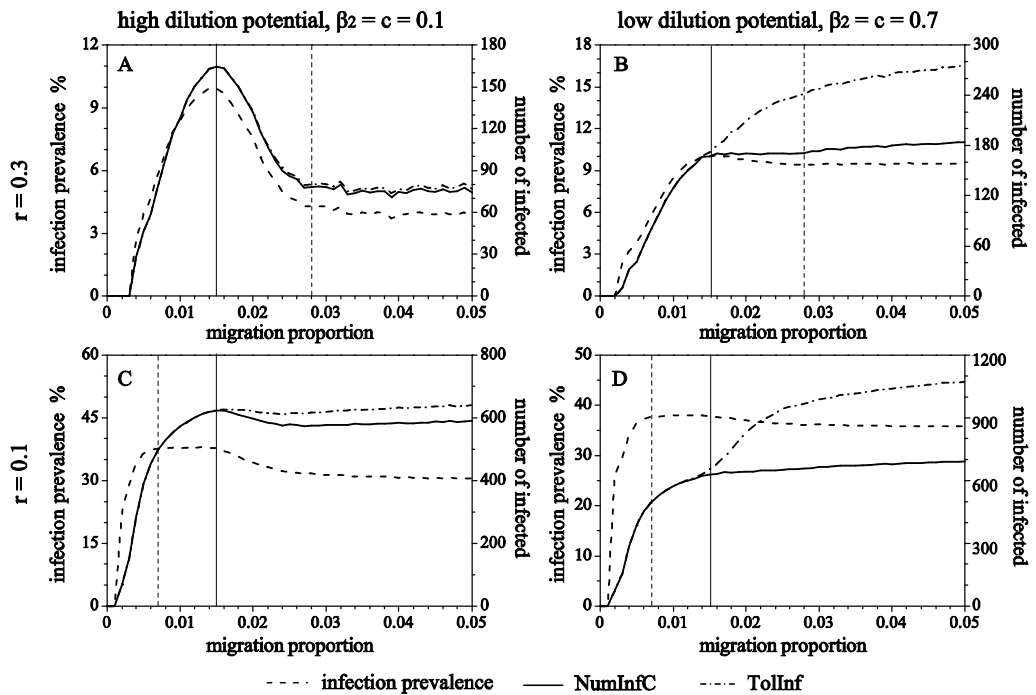 high dilution potential, β2 = c = 0.1
low dilution potential, β2 = c = 0.7
r = 0.3
A
infection prevalence %
12
9
6
3
0
180
150
120
90
60
30
0
number of infected
0 0.01 0.02 0.03 0.04 0.05
migration proportion
B
infection prevalence %
18
15
12
9
6
3
0
300
240
180
120
60
0
number of infected
0 0.01 0.02 0.03 0.04 0.05
migration proportion
r = 0.1
C
infection prevalence %
60
45
30
15
0
800
600
400
200
0
number of infected
0 0.01 0.02 0.03 0.04 0.05
migration proportion
D
infection prevalence %
50
40
30
20
10
0
1200
900
600
300
0
number of infected
0 0.01 0.02 0.03 0.04 0.05
migration proportion
infection prevalence NumInfC TolInf